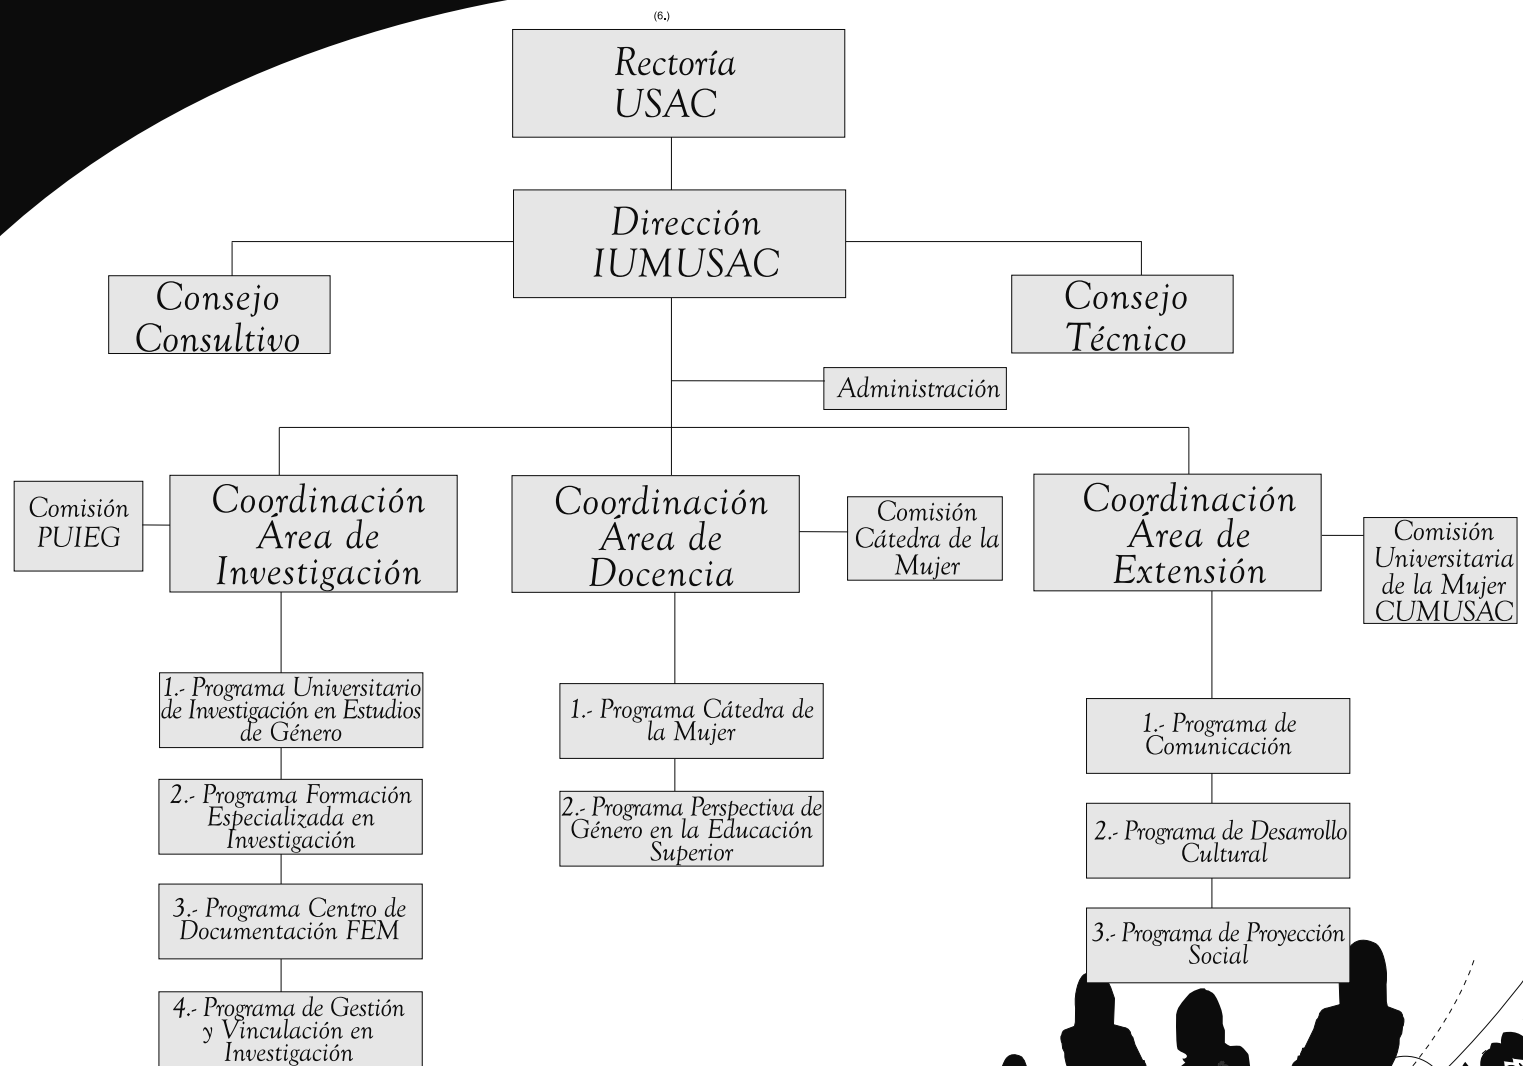 (6.)
Rectoría
USAC
Dirección
IUMUSAC
Consejo
Consultivo
Consejo
Técnico
Administración
Comisión
PUIEG
Coordinación
Área de
Investigación
Coordinación
Área de
Docencia
Comisión
Cátedra de la
Mujer
Coordinación
Área de
Extensión
Comisión
Universitaria
de la Mujer
CUMUSAC
1.- Programa Universitario
de Investigación en Estudios
de Género
2.- Programa Formación
Especializada en
Investigación
3.- Programa Centro de
Documentación FEM
4.- Programa de Gestión
y Vinculación en
Investigación
1.- Programa Cátedra de
la Mujer
2.- Programa Perspectiva de
Género en la Educación
Superior
1.- Programa de
Comunicación
2.- Programa de Desarrollo
Cultural
3.- Programa de Proyección
Social